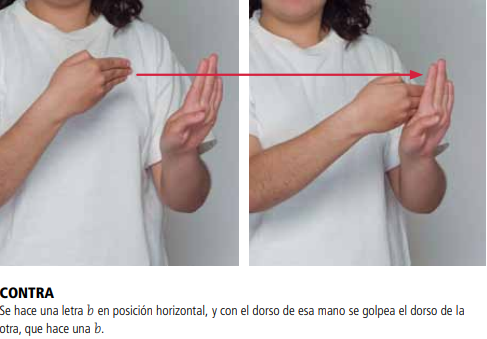 CONTRA
Se hace una letra b en posición horizontal, y con el dorso de esa mano se golpea el dorso de la
otra, que hace una b.